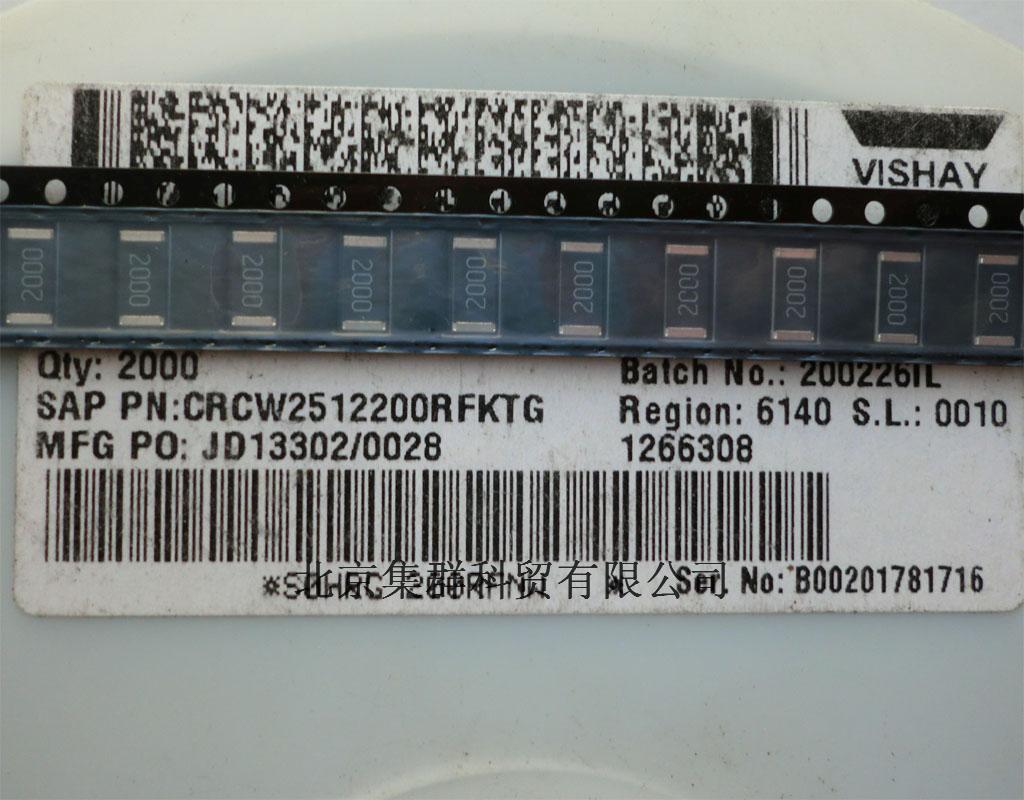 VISHAY
2000 2000 2000 2000 2000 2000 2000 2000 2000 2000
Qty: 2000
Batch No.: 200226IL
SAP PN:CRCW2512200RFKTG
Region: 6140 S.L.: 0010
MFG PO: JD13302/0028
1266308
北京集群科贸有限公司
Ser. No: B00201781716